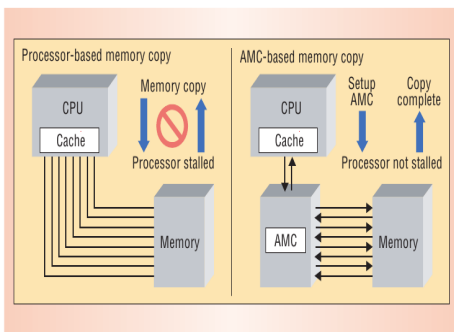 Processor-based memory copy
CPU
Cache
Memory copy
Processor stalled
Memory
AMC-based memory copy
CPU
Cache
Setup
AMC
Copy
complete
Processor not stalled
AMC
Memory